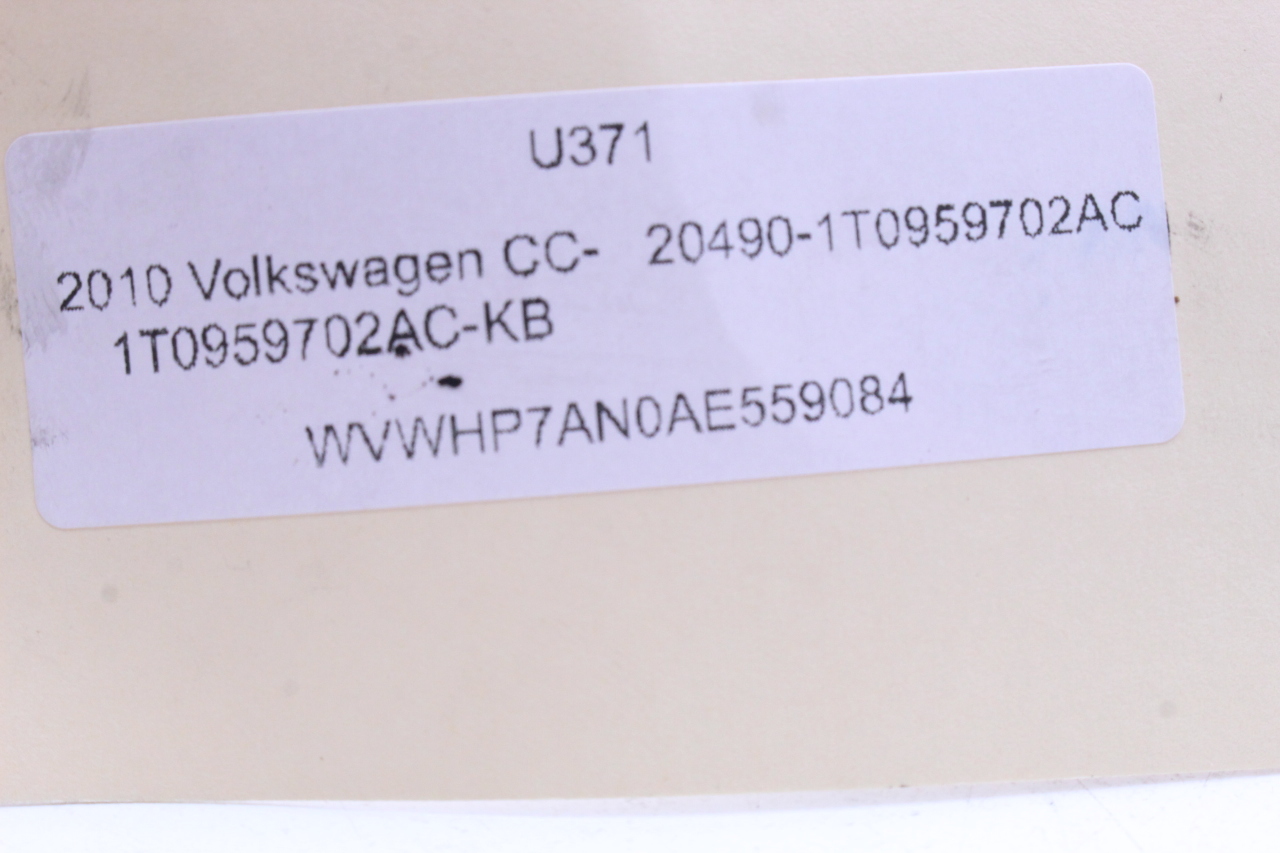 U371
2010 Volkswagen CC- 20490-1T0959702AC
1T0959702AC-KB
WVWHP7AN0AE559084